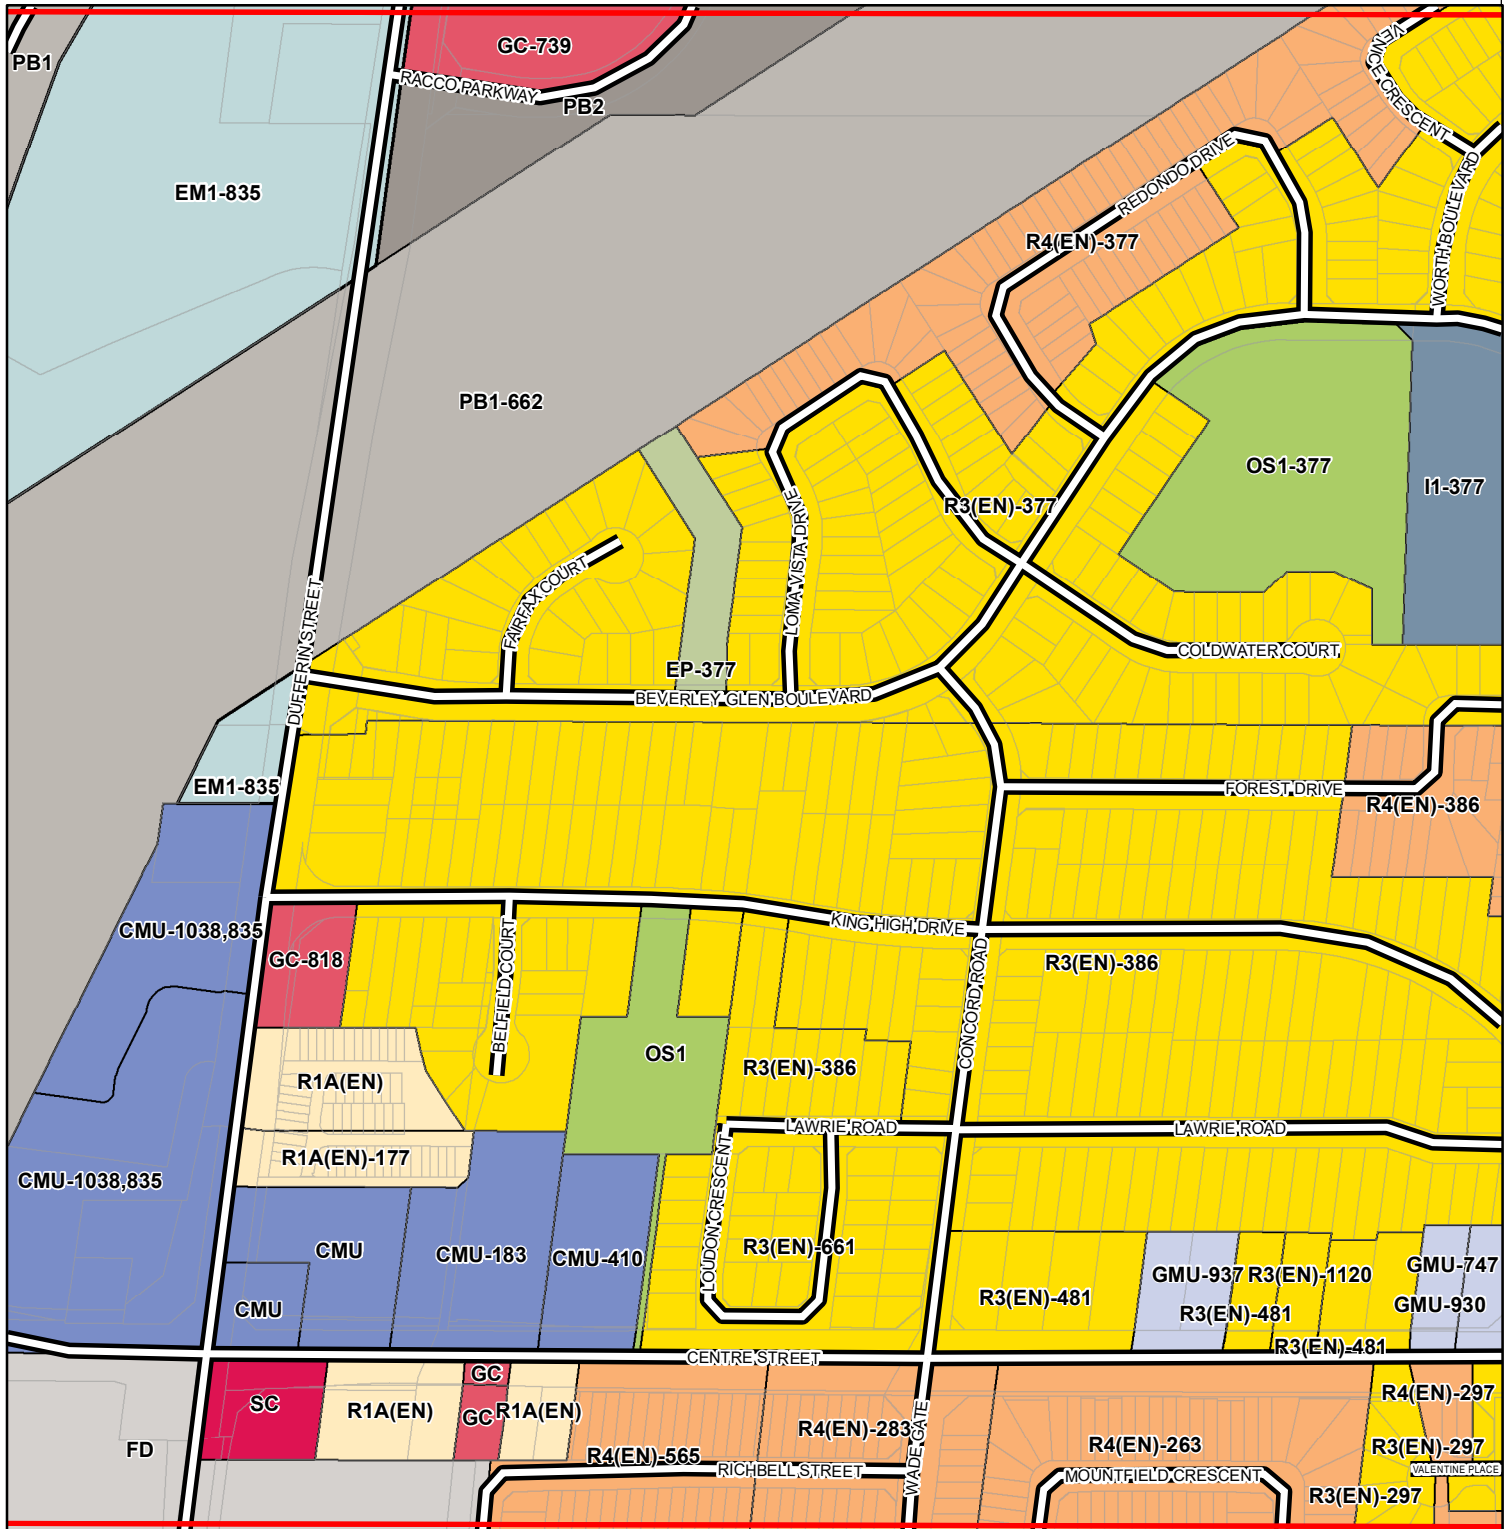 GC-739
VENICE CRESCENT
PB1
RACCO PARKWAY
PB2
REDONDO DRIVE
EM1-835
WORTH BOULEVARD
R4(EN)-377
PB1-662
OS1-377
I1-377
R3(EN)-377
LOMA VISTA DRIVE
FAIRFAX COURT
DUFFERIN STREET
COLDWATER COURT
EP-377
BEVERLEY GLEN BOULEVARD
EM1-835
FOREST DRIVE
R4(EN)-386
CMU-1038,835
KING HIGH DRIVE
GC-818
BELFIELD COURT
CONCORD ROAD
R3(EN)-386
OS1
R1A(EN)
R3(EN)-386
LAWRIE ROAD
LAWRIE ROAD
R1A(EN)-177
CMU-1038,835
LOUDON CRESCENT
CMU
CMU-183
CMU-410
R3(EN)-661
GMU-937
R3(EN)-1120
GMU-747
R3(EN)-481
GMU-930
CMU
R3(EN)-481
R3(EN)-481
CENTRE STREET
GC
SC
R1A(EN)
GC
R1A(EN)
R4(EN)-297
R4(EN)-283
WADE GATE
FD
R4(EN)-565
R4(EN)-263
R3(EN)-297
RICHBELL STREET
MOUNTFIELD CRESCENT
VALENTINE PLACE
R3(EN)-297